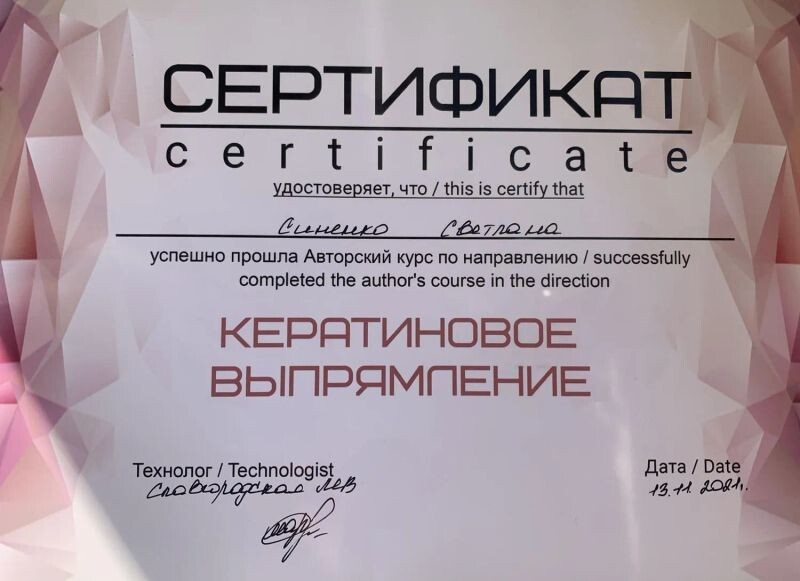 СЕРТИФИКАТ
certificate
удостоверяет, что / this is certify that
Синенко Светлана
успешно прошла Авторский курс по направлению / successfully
completed the author's course in the direction
КЕРАТИНОВОЕ
ВЫПРЯМЛЕНИЕ
Технолог / Technologist
Дата / Date
Славгородская
13.11.2021г.